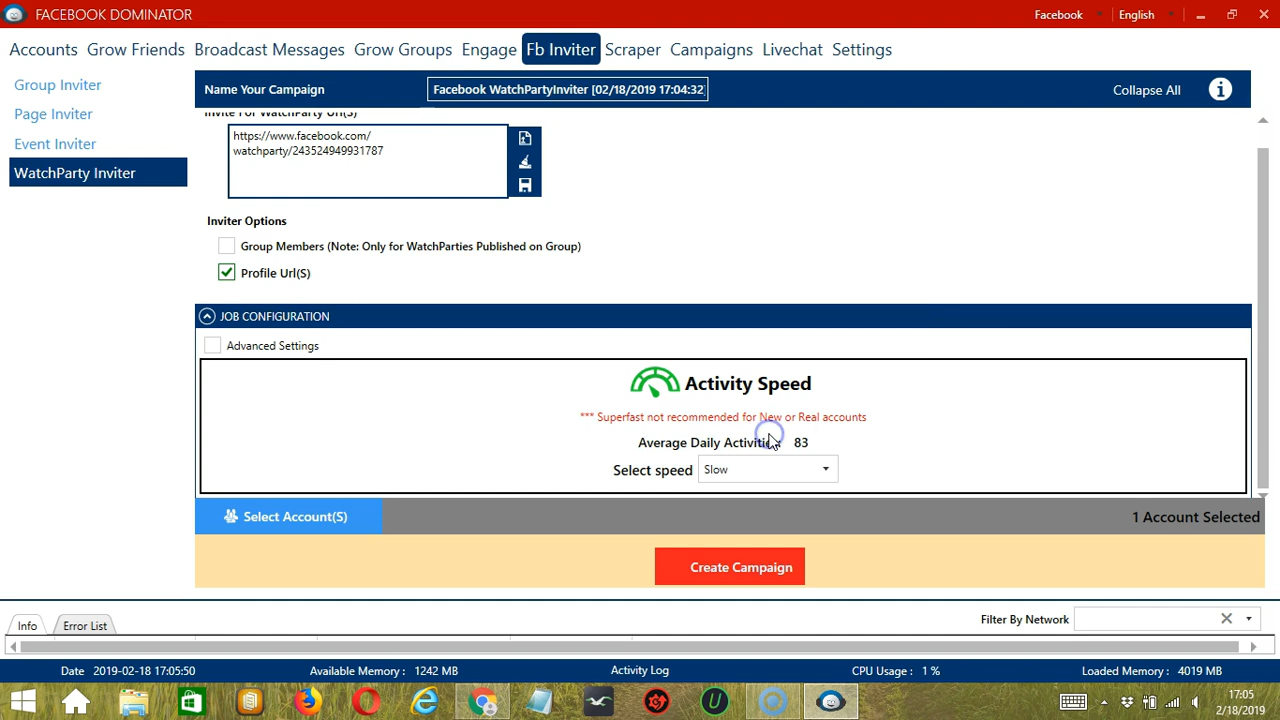 FACEBOOK DOMINATOR
Facebook
English
Accounts
Grow Friends
Broadcast Messages
Grow Groups
Engage
Fb Inviter
Scraper
Campaigns
Livechat
Settings
Group Inviter
Page Inviter
Event Inviter
WatchParty Inviter
Name Your Campaign
Facebook WatchPartyInviter [02/18/2019 17:04:32]
Collapse All
Invite For WatchParty Url(S)
https://www.facebook.com/
watchparty/243524949931787
Inviter Options
Group Members (Note: Only for WatchParties Published on Group)
Profile Url(S)
JOB CONFIGURATION
Advanced Settings
Activity Speed
*** Superfast not recommended for New or Real accounts
Average Daily Activities: 83
Select speed
Slow
Select Account(S)
1 Account Selected
Create Campaign
Info
Error List
Filter By Network
Date 2019-02-18 17:05:50
Available Memory : 1242 MB
Activity Log
CPU Usage : 1 %
Loaded Memory : 4019 MB
17:05
2/18/2019